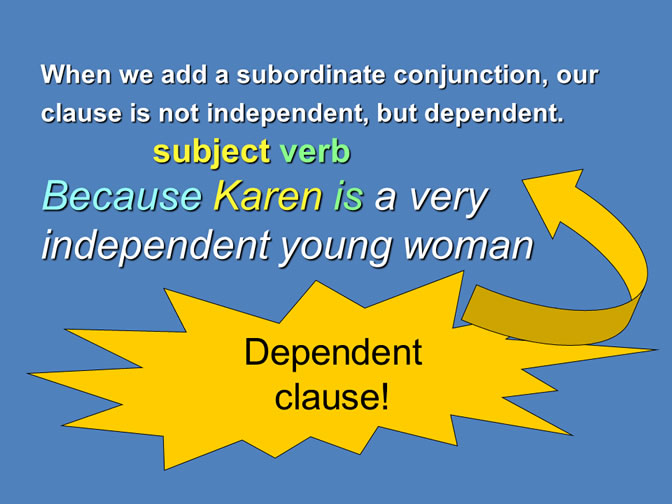 When we add a subordinate conjunction, our
clause is not independent, but dependent.
subject verb
Because Karen is a very
independent young woman
Dependent
clause!